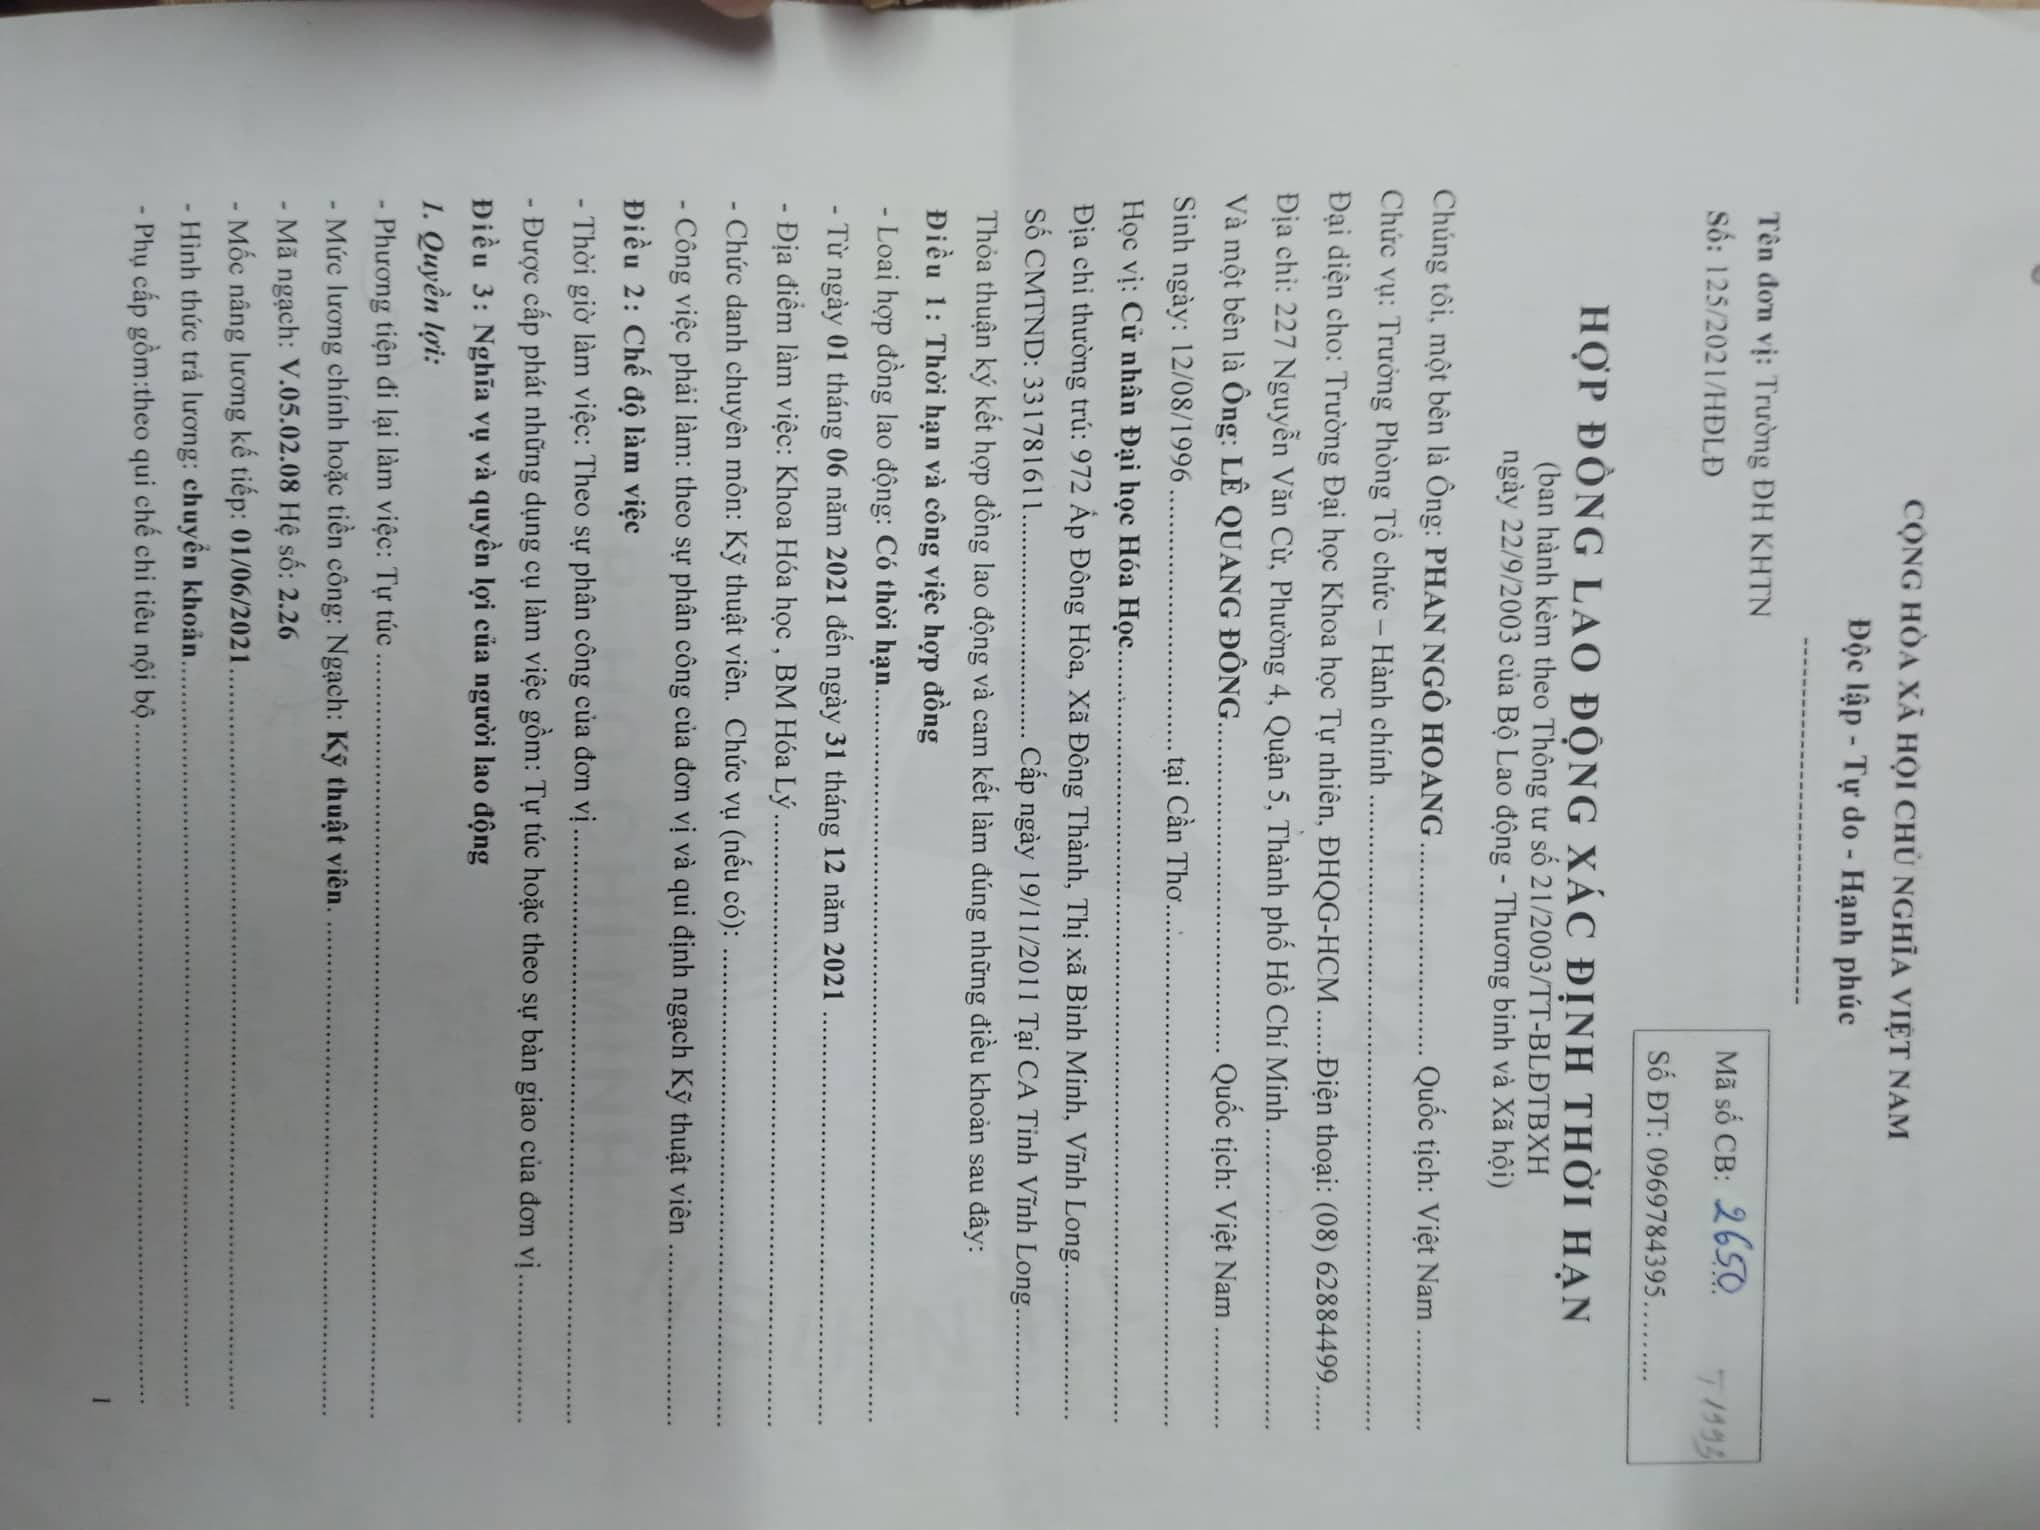 CỘNG HÒA XÃ HỘI CHỦ NGHĨA VIỆT NAM
Độc lập - Tự do - Hạnh phúc
Tên đơn vị: Trường ĐH KHTN
Số: 125/2021/HĐLĐ
Mã số CB: 2650
Số ĐT: 0969784395........
HỢP ĐỒNG LAO ĐỘNG XÁC ĐỊNH THỜI HẠN
(ban hành kèm theo Thông tư số 21/2003/TT-BLĐTBXH
ngày 22/9/2003 của Bộ Lao động - Thương binh và Xã hội)
Chúng tôi, một bên là Ông: PHAN NGÔ HOANG .............................. Quốc tịch: Việt Nam ............
Chức vụ: Trưởng Phòng Tổ chức – Hành chính ..............................
Đại diện cho: Trường Đại học Khoa học Tự nhiên, ĐHQG-HCM ......Điện thoại: (08) 62884499.....
Địa chỉ: 227 Nguyễn Văn Cừ, Phường 4, Quận 5, Thành phố Hồ Chí Minh ..............................
Và một bên là Ông: LÊ QUANG ĐÔNG.............................. Quốc tịch: Việt Nam ............
Sinh ngày: 12/08/1996 .............................. tại Cần Thơ..............................
Học vị: Cử nhân Đại học Hóa Học..............................
Địa chỉ thường trú: 972 Ấp Đông Hòa, Xã Đông Thành, Thị xã Bình Minh, Vĩnh Long..................
Số CMTND: 331781611.............................. Cấp ngày 19/11/2011 Tại CA Tỉnh Vĩnh Long............
Thỏa thuận ký kết hợp đồng lao động và cam kết làm đúng những điều khoản sau đây:
Điều 1: Thời hạn và công việc hợp đồng
- Loại hợp đồng lao động: Có thời hạn..............................
- Từ ngày 01 tháng 06 năm 2021 đến ngày 31 tháng 12 năm 2021 ..............................
- Địa điểm làm việc: Khoa Hóa học , BM Hóa Lý..............................
- Chức danh chuyên môn: Kỹ thuật viên. Chức vụ (nếu có): ..............................
- Công việc phải làm: theo sự phân công của đơn vị và qui định ngạch Kỹ thuật viên ....................
Điều 2: Chế độ làm việc
- Thời giờ làm việc: Theo sự phân công của đơn vị..............................
- Được cấp phát những dụng cụ làm việc gồm: Tự túc hoặc theo sự bàn giao của đơn vị................
Điều 3: Nghĩa vụ và quyền lợi của người lao động
1. Quyền lợi:
- Phương tiện đi lại làm việc: Tự túc ..............................
- Mức lương chính hoặc tiền công: Ngạch: Kỹ thuật viên. ..............................
- Mã ngạch: V.05.02.08 Hệ số: 2.26
- Mốc nâng lương kế tiếp: 01/06/2021..............................
- Hình thức trả lương: chuyển khoản..............................
- Phụ cấp gồm:theo qui chế chi tiêu nội bộ..............................
1